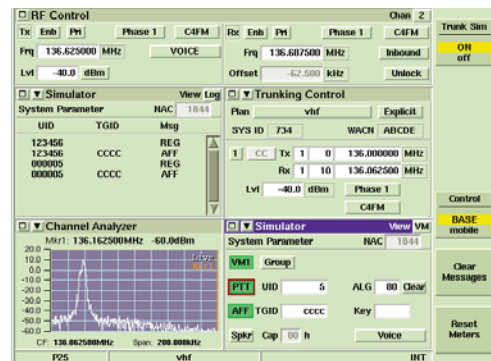 RF Control Chan 2
Tx Enb Pri Phase 1 C4FM
Frq 136.625000 MHz VOICE
Lvl -40.0 dBm
Rx Enb Pri Phase 1 C4FM
Frq 136.687500 MHz Inbound
Offset -62.500 kHz Unlock
Simulator View Log
System Parameter NAC 1844
UID TGID Msg
123456 REG
123456 CCCC AFF
000005 REG
000005 CCCC AFF
Trunking Control
Plan vhf Explicit
SYS ID 734 WACN ABCDE
1 CC Tx 1 0 136.000000 MHz
Rx 1 10 136.062500 MHz
Lvl -40.0 dBm Phase 1
C4FM
Channel Analyzer
Mkr1: 136.162500MHz -60.0dBm
20.0
10.0
0.0
-10.0
-20.0
-30.0
-40.0
-50.0
-60.0
Live
CF: 136.062500MHz Span: 200.000kHz
Simulator View VM
System Parameter NAC 1844
VM1 Group
PTT UID 5 ALG 80 Clear
AFF TGID cccc Key
Spkr Cap 00 h Voice
P25 vhf INT
Trunk Sim
ON
off
Control
BASE
mobile
Clear
Messages
Reset
Meters